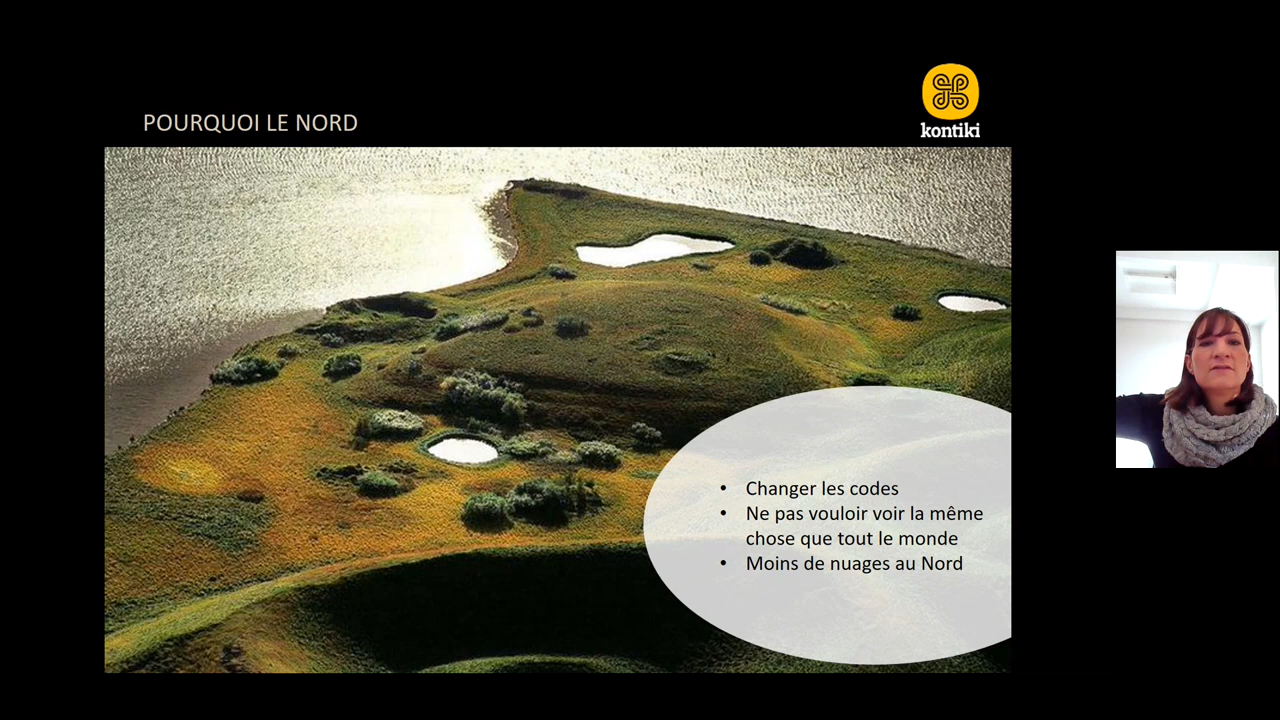 POURQUOI LE NORD
kontiki
• Changer les codes
• Ne pas vouloir voir la même
chose que tout le monde
• Moins de nuages au Nord